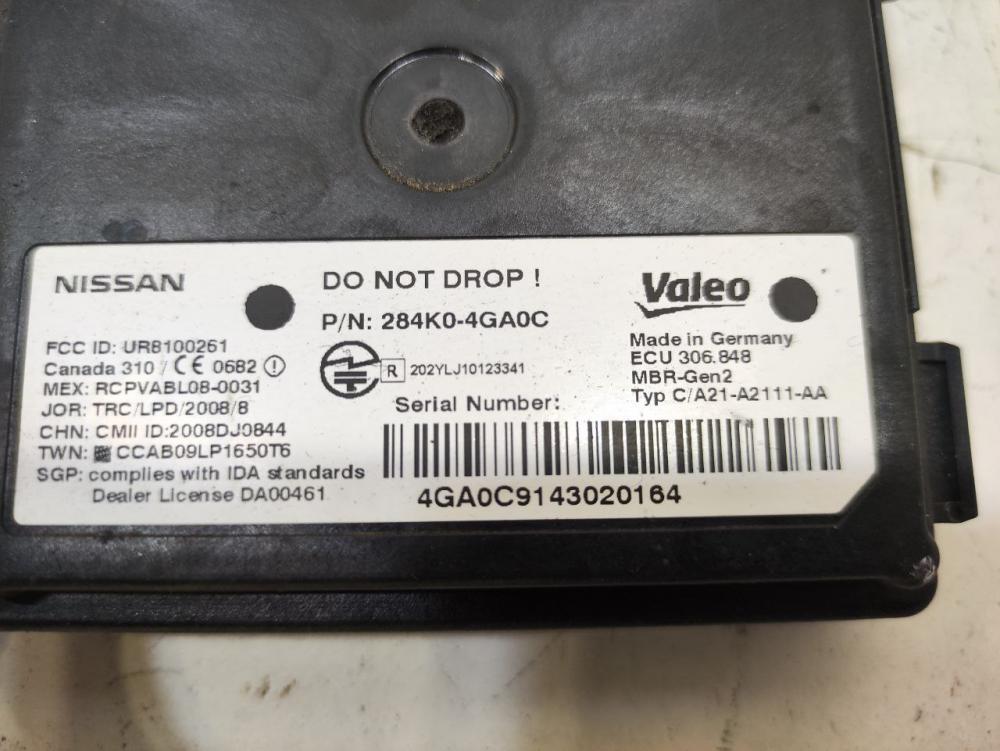 NISSAN
DO NOT DROP !
Valeo
P/N: 284K0-4GA0C
FCC ID: UR8100261
Canada 310 / CE 0682
MEX: RCPVABL08-0031
JOR: TRC/LPD/2008/8
CHN: CMII ID:2008DJ0844
TWN: CCAB09LP1650T6
SGP: complies with IDA standards
Dealer License DA00461
R 202YLJ10123341
Serial Number:
4GA0C9143020164
Made in Germany
ECU 306.848
MBR-Gen2
Typ C/A21-A2111-AA